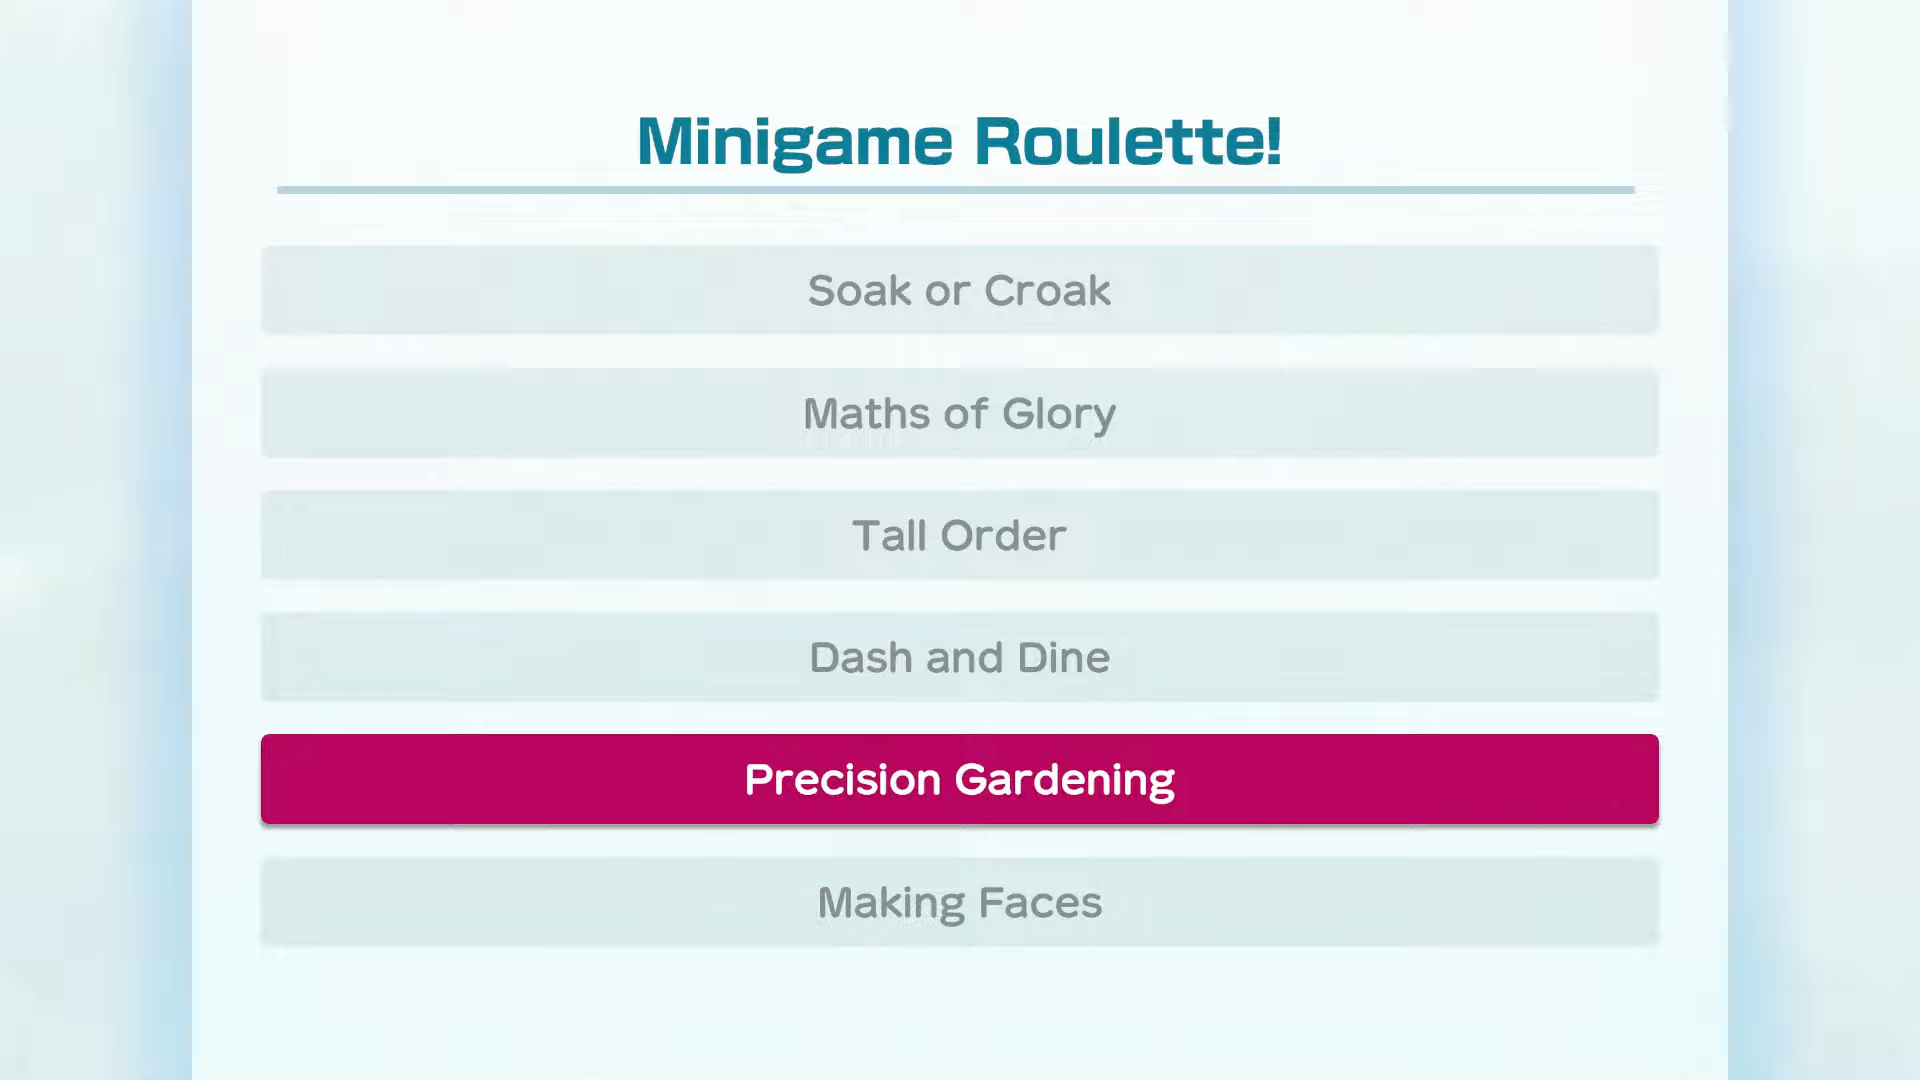 Minigame Roulette!
Soak or Croak
Maths of Glory
Tall Order
Dash and Dine
Precision Gardening
Making Faces